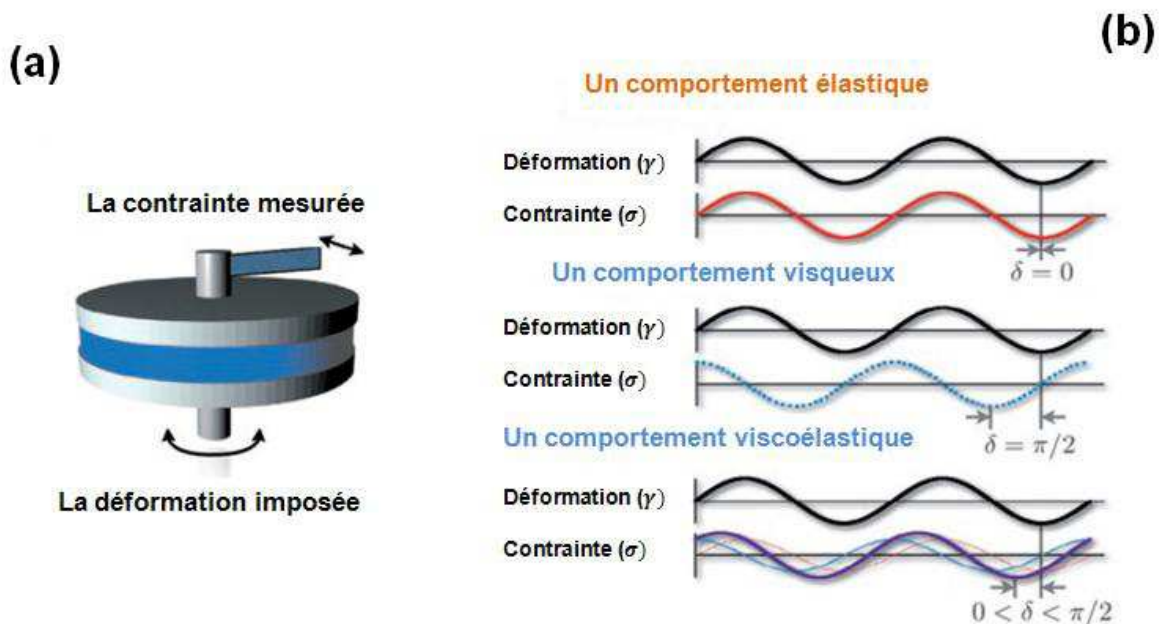 (a)
La contrainte mesurée
La déformation imposée
(b)
Un comportement élastique
Déformation (γ)
Contrainte (σ)
δ = 0
Un comportement visqueux
Déformation (γ)
Contrainte (σ)
δ = π/2
Un comportement viscoélastique
Déformation (γ)
Contrainte (σ)
0 < δ < π/2